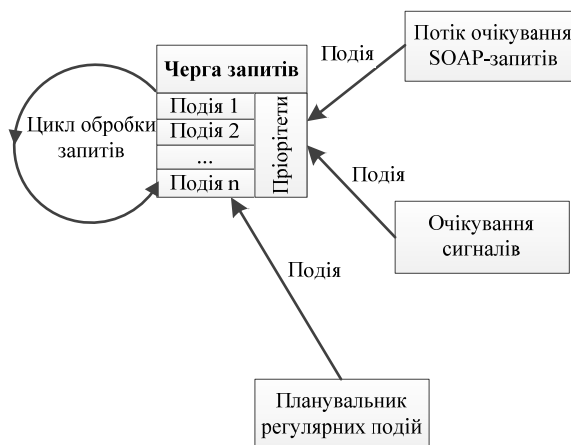 Потік очікування
SOAP-запитів
Подія
Черга запитів
Подія 1
Подія 2
...
Подія n
Пріорітети
Цикл обробки
запитів
Подія
Очікування
сигналів
Подія
Планувальник
регулярних подій